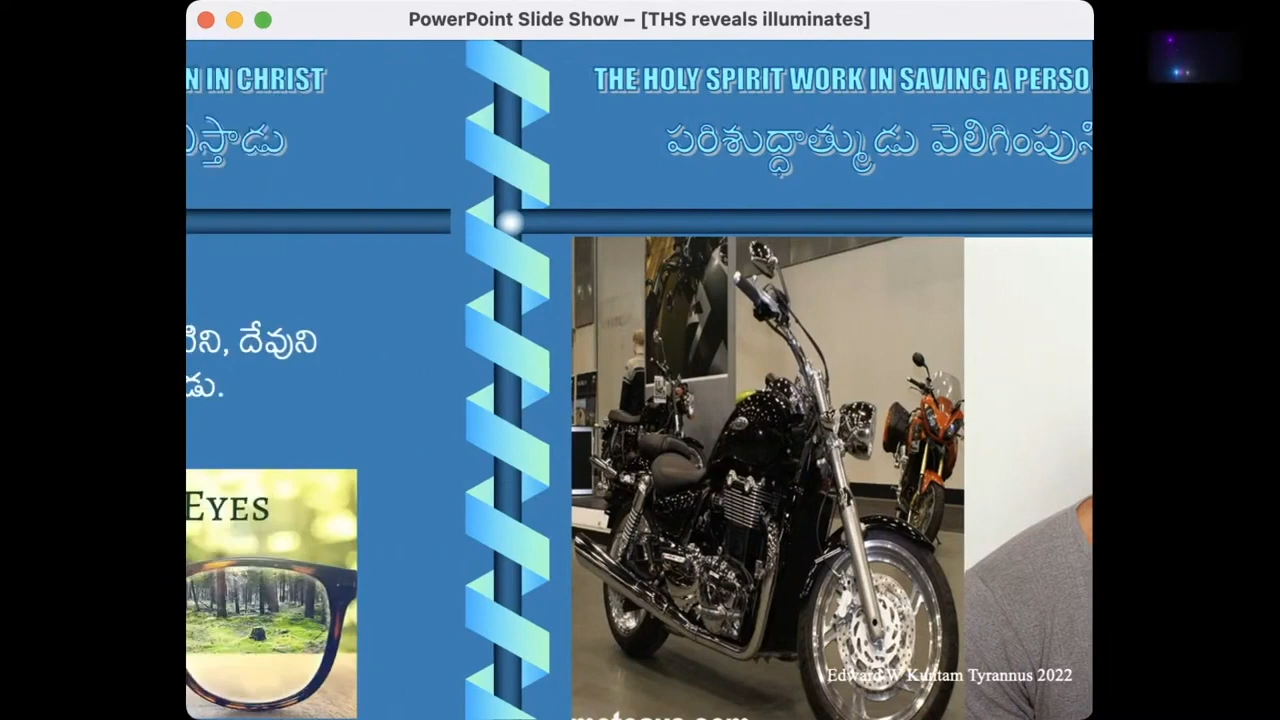 PowerPoint Slide Show – [THS reveals illuminates]
N IN CHRIST
THE HOLY SPIRIT WORK IN SAVING A PERSO
పరిశుద్ధాత్ముడు
దేవుని
డు.
EYES
Edward W Kuntam Tyrannus 2022